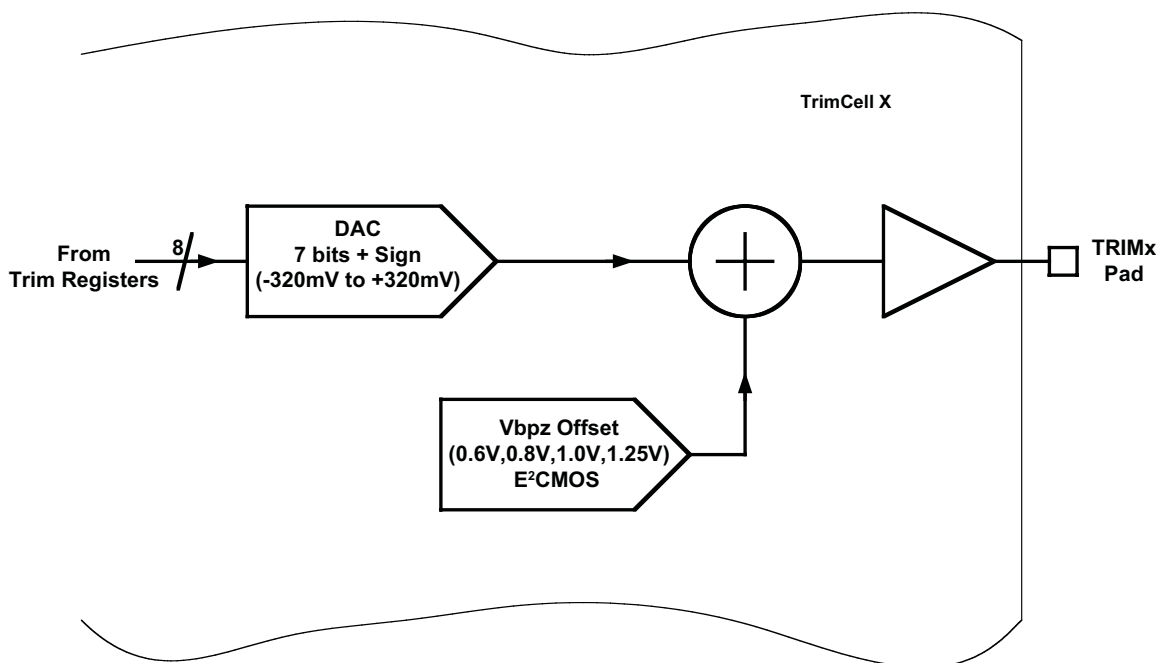 TrimCell X
From
Trim Registers
8
DAC
7 bits + Sign
(-320mV to +320mV)
TRIMx
Pad
Vbpz Offset
(0.6V,0.8V,1.0V,1.25V)
E²CMOS